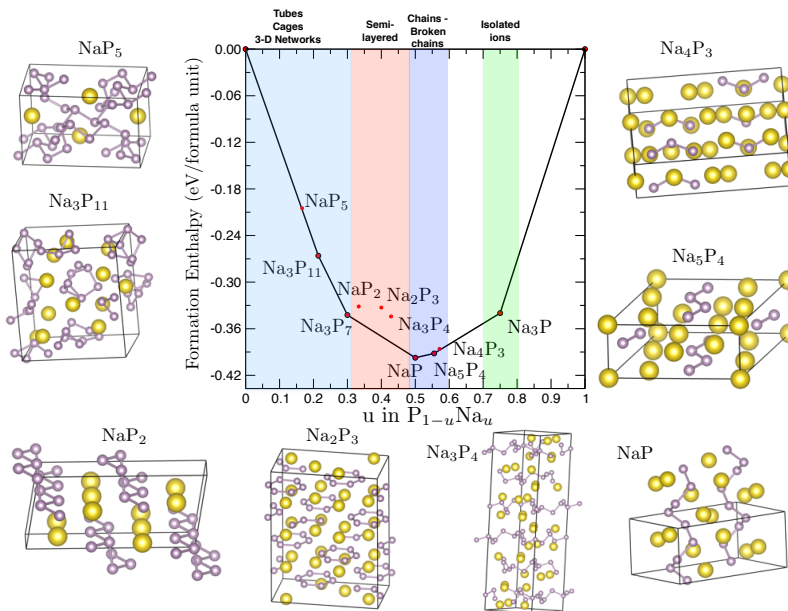 Tubes
Cages
3-D Networks
Semi-
layered
Chains -
Broken
chains
Isolated
ions
NaP₅
Na₃P₁₁
Na₄P₃
Na₅P₄
Formation Enthalpy (eV/formula unit)
0.00
-0.06
-0.12
-0.18
-0.24
-0.30
-0.36
-0.42
NaP₅
Na₃P₁₁
NaP₂
Na₂P₃
Na₃P₇
Na₃P₄
Na₃P
Na₄P₃
NaP
Na₅P₄
0 0.1 0.2 0.3 0.4 0.5 0.6 0.7 0.8 0.9 1
u in P₁₋ᵤNaᵤ
NaP₂
Na₂P₃
Na₃P₄
NaP